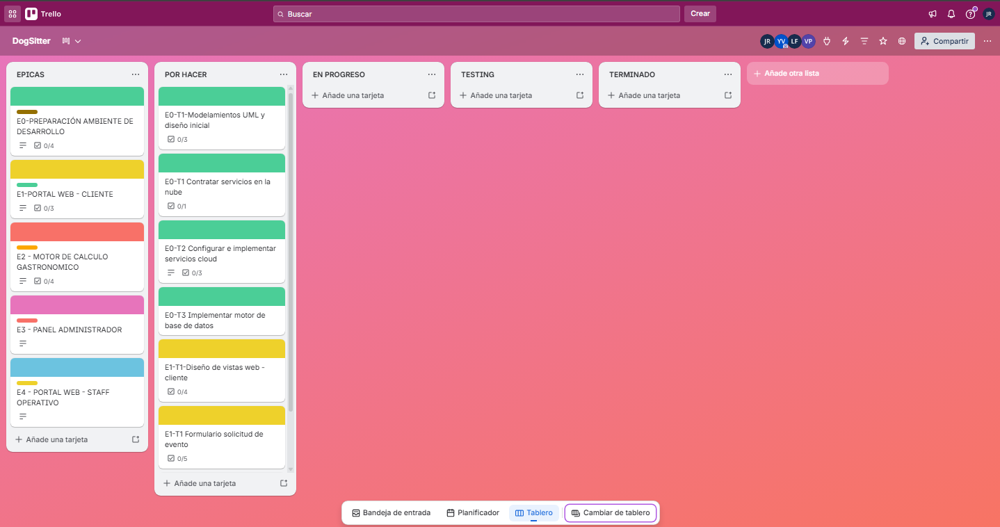 Trello
Buscar
Crear
JR
DogSitter
JR YV LF VP
Compartir
EPICAS
E0-PREPARACIÓN AMBIENTE DE
DESARROLLO
0/4
E1-PORTAL WEB - CLIENTE
0/3
E2 - MOTOR DE CALCULO
GASTRONOMICO
0/4
E3 - PANEL ADMINISTRADOR
E4 - PORTAL WEB - STAFF
OPERATIVO
Añade una tarjeta
POR HACER
E0-T1-Modelamientos UML y
diseño inicial
0/3
E0-T1 Contratar servicios en la
nube
0/1
E0-T2 Configurar e implementar
servicios cloud
0/3
E0-T3 Implementar motor de
base de datos
E1-T1-Diseño de vistas web -
cliente
0/4
E1-T1 Formulario solicitud de
evento
0/5
Añade una tarjeta
EN PROGRESO
Añade una tarjeta
TESTING
Añade una tarjeta
TERMINADO
Añade una tarjeta
Añade otra lista
Bandeja de entrada
Planificador
Tablero
Cambiar de tablero